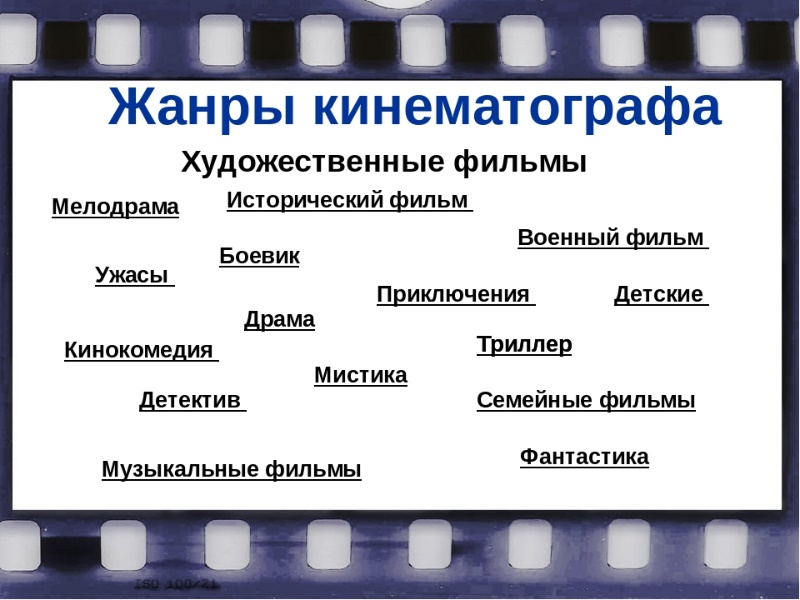 Жанры кинематографа
Художественные фильмы
Мелодрама
Исторический фильм
Военный фильм
Боевик
Ужасы
Приключения
Детские
Драма
Кинокомедия
Триллер
Мистика
Детектив
Семейные фильмы
Музыкальные фильмы
Фантастика
ISO 100/21